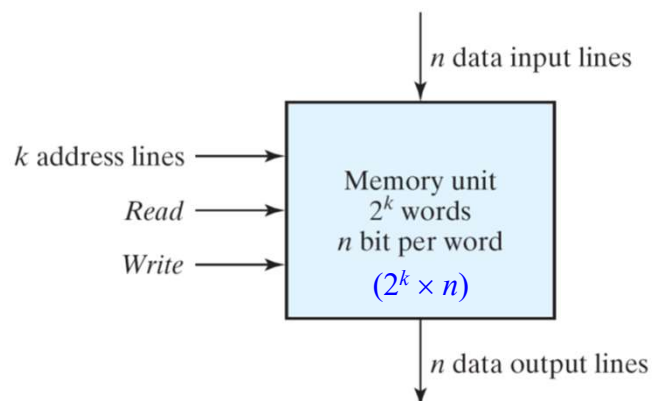 n data input lines
k address lines
Read
Write
Memory unit
2^k words
n bit per word
(2^k × n)
n data output lines